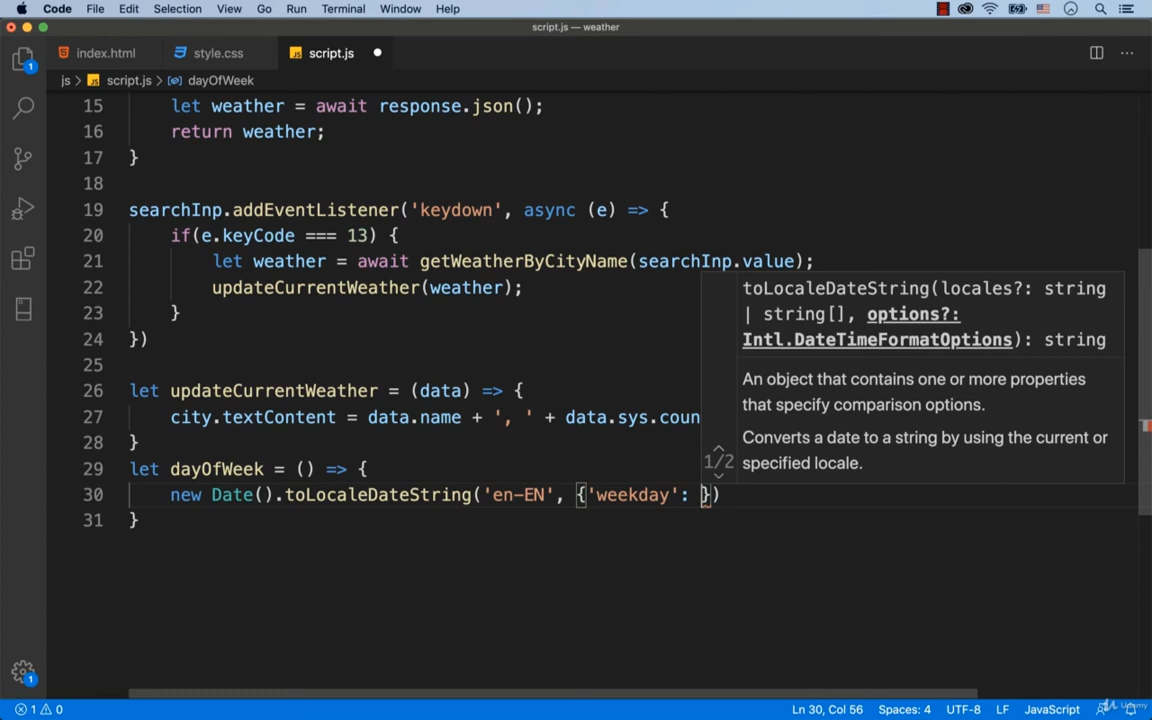 Code File Edit Selection View Go Run Terminal Window Help
script.js — weather
index.html style.css script.js
js > script.js > dayOfWeek
15 let weather = await response.json();
16 return weather;
17 }
18
19 searchInp.addEventListener('keydown', async (e) => {
20 if(e.keyCode === 13) {
21 let weather = await getWeatherByCityName(searchInp.value);
22 updateCurrentWeather(weather);
23 }
24 })
25
26 let updateCurrentWeather = (data) => {
27 city.textContent = data.name + ', ' + data.sys.coun
28 }
29 let dayOfWeek = () => {
30 new Date().toLocaleDateString('en-EN', {'weekday': })
31 }
toLocaleDateString(locales?: string
| string[], options?:
Intl.DateTimeFormatOptions): string
An object that contains one or more properties
that specify comparison options.
Converts a date to a string by using the current or
specified locale.
1/2
1
1
1 0 Ln 30, Col 56 Spaces: 4 UTF-8 LF JavaScript
Udemy